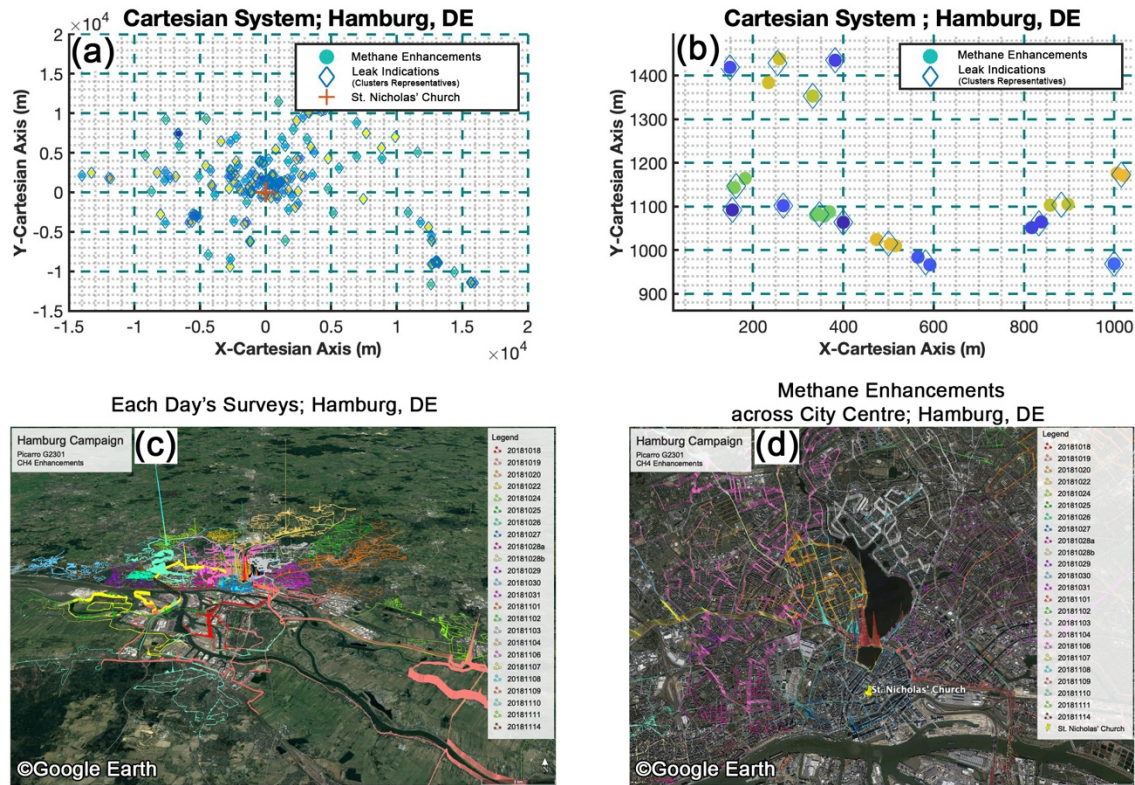 Cartesian System; Hamburg, DE
×10⁴
(a)
Methane Enhancements
Leak Indications
(Clusters Representatives)
St. Nicholas' Church
2
1.5
1
0.5
0
-0.5
-1
-1.5
Y-Cartesian Axis (m)
-1.5 -1 -0.5 0 0.5 1 1.5 2
X-Cartesian Axis (m)
×10⁴
Cartesian System ; Hamburg, DE
(b)
Methane Enhancements
Leak Indications
(Clusters Representatives)
1400
1300
1200
1100
1000
900
Y-Cartesian Axis (m)
200 400 600 800 1000
X-Cartesian Axis (m)
Each Day's Surveys; Hamburg, DE
Hamburg Campaign
Picarro G2301
CH4 Enhancements
(c)
Legend
20181018
20181019
20181020
20181022
20181024
20181025
20181026
20181027
20181028a
20181028b
20181029
20181030
20181031
20181101
20181102
20181103
20181104
20181106
20181107
20181108
20181109
20181110
20181111
20181114
©Google Earth
Methane Enhancements
across City Centre; Hamburg, DE
Hamburg Campaign
Picarro G2301
CH4 Enhancements
(d)
Legend
20181018
20181019
20181020
20181022
20181024
20181025
20181026
20181027
20181028a
20181028b
20181029
20181030
20181031
20181101
20181102
20181103
20181104
20181106
20181107
20181108
20181109
20181110
20181111
20181114
St. Nicholas' Church
St. Nicholas' Church
©Google Earth